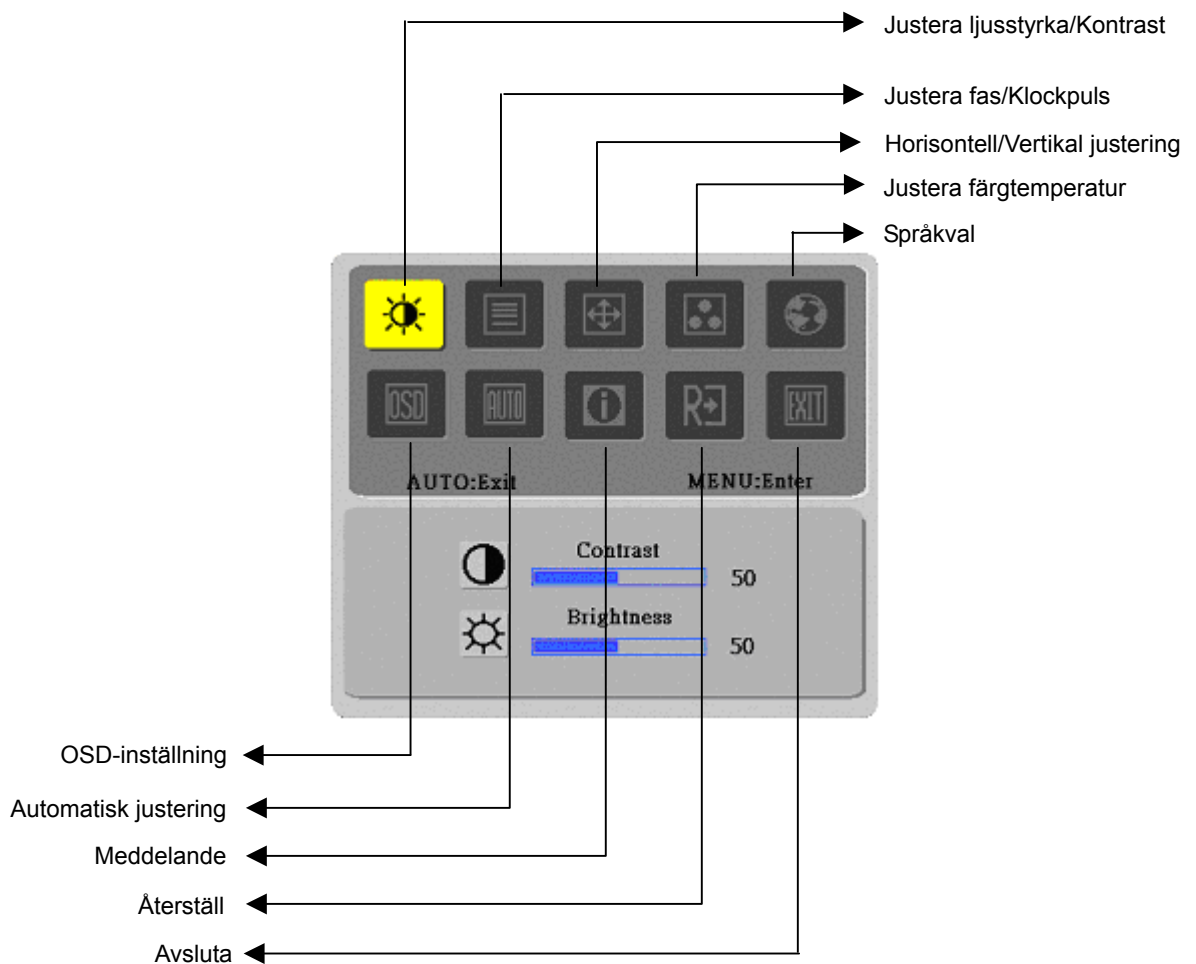 Justera ljusstyrka/Kontrast
Justera fas/Klockpuls
Horisontell/Vertikal justering
Justera färgtemperatur
Språkval
OSD
AUTO
R
EXIT
AUTO:Exit
MENU:Enter
Contrast
50
Brightness
50
OSD-inställning
Automatisk justering
Meddelande
Återställ
Avsluta